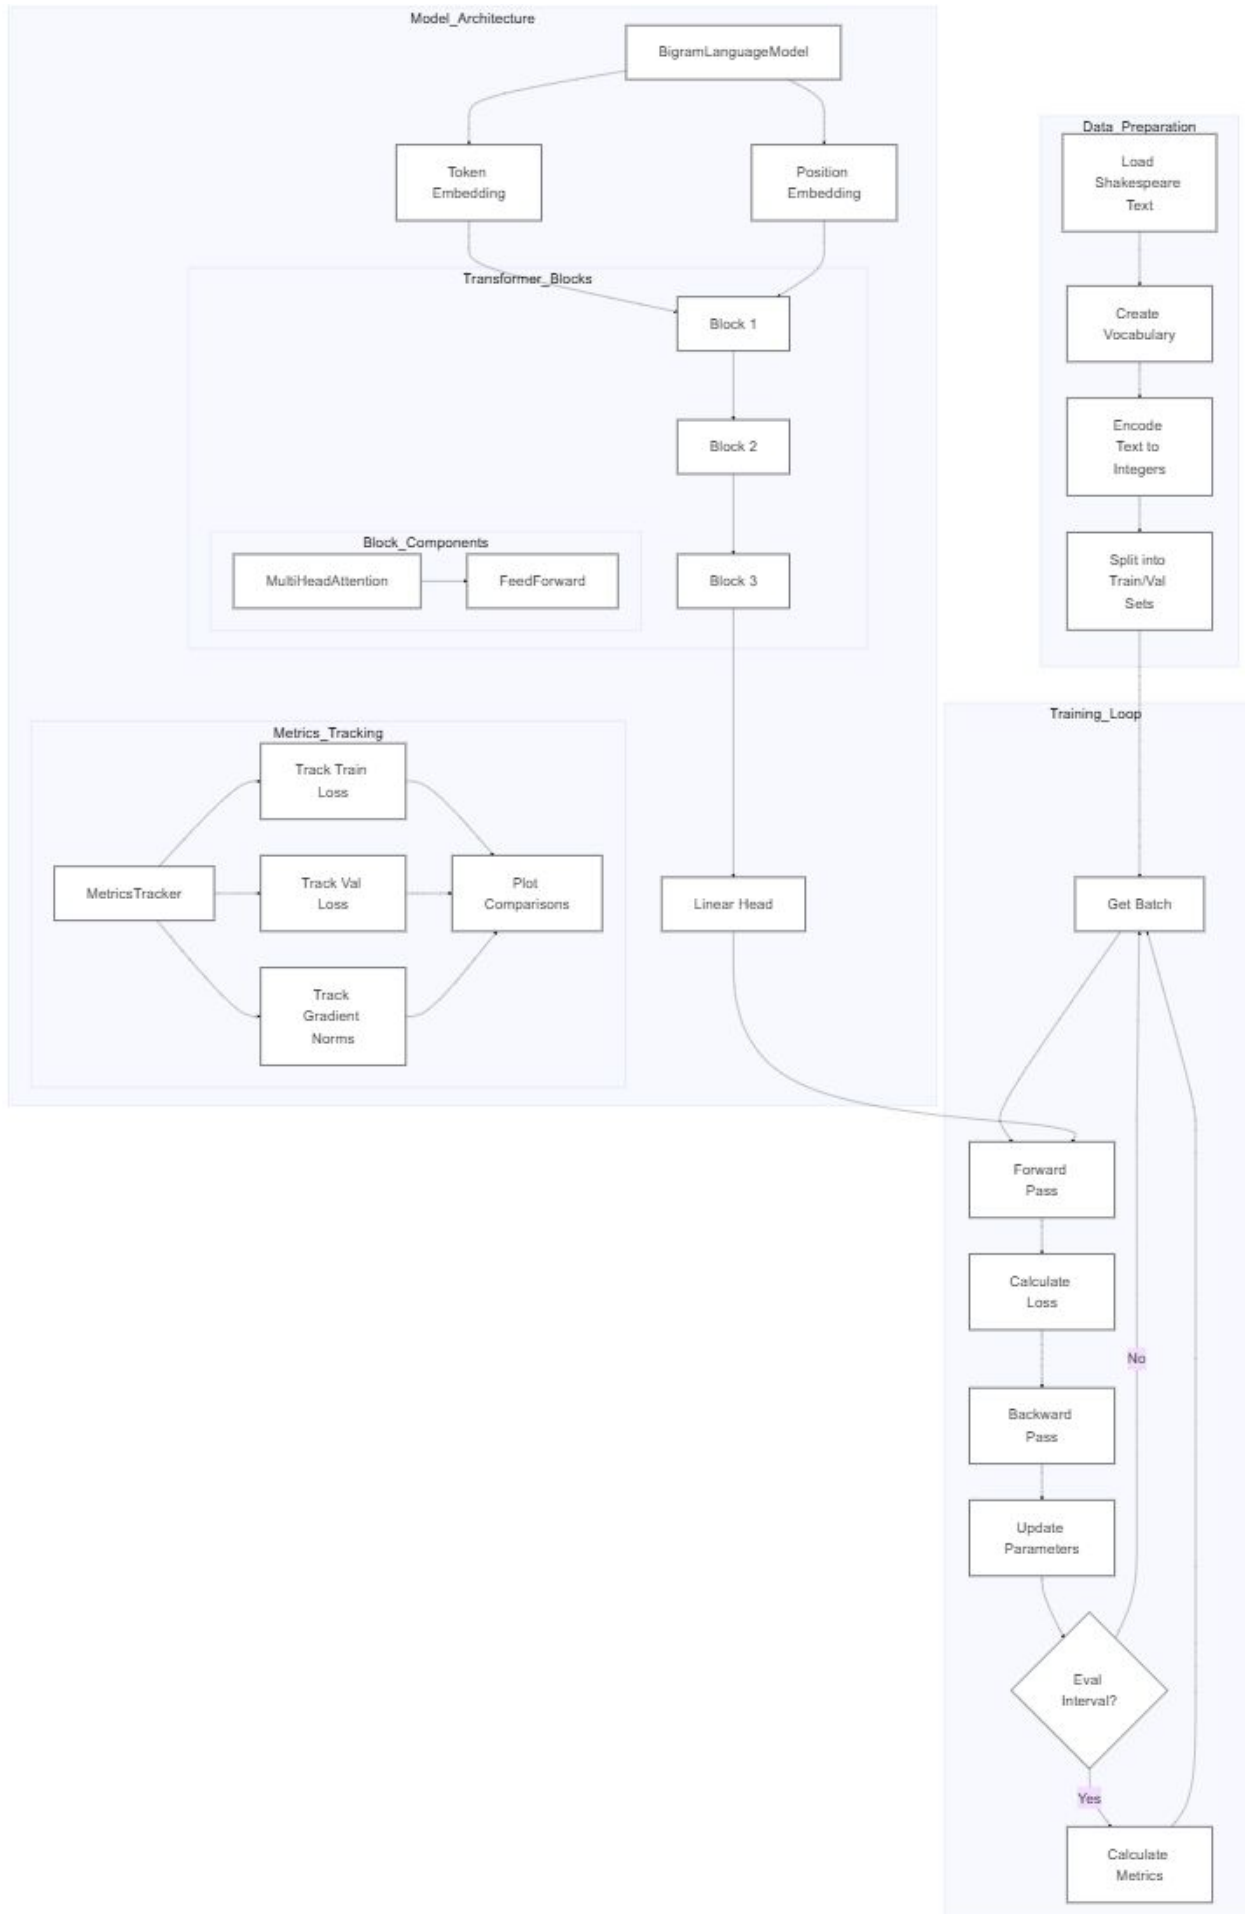 Model_Architecture
BigramLanguageModel
Token
Embedding
Position
Embedding
Transformer_Blocks
Block 1
Block 2
Block_Components
MultiHeadAttention
FeedForward
Block 3
Metrics_Tracking
Track Train
Loss
MetricsTracker
Track Val
Loss
Plot
Comparisons
Track
Gradient
Norms
Linear Head
Data_Preparation
Load
Shakespeare
Text
Create
Vocabulary
Encode
Text to
Integers
Split into
Train/Val
Sets
Training_Loop
Get Batch
Forward
Pass
Calculate
Loss
No
Backward
Pass
Update
Parameters
Eval
Interval?
Yes
Calculate
Metrics